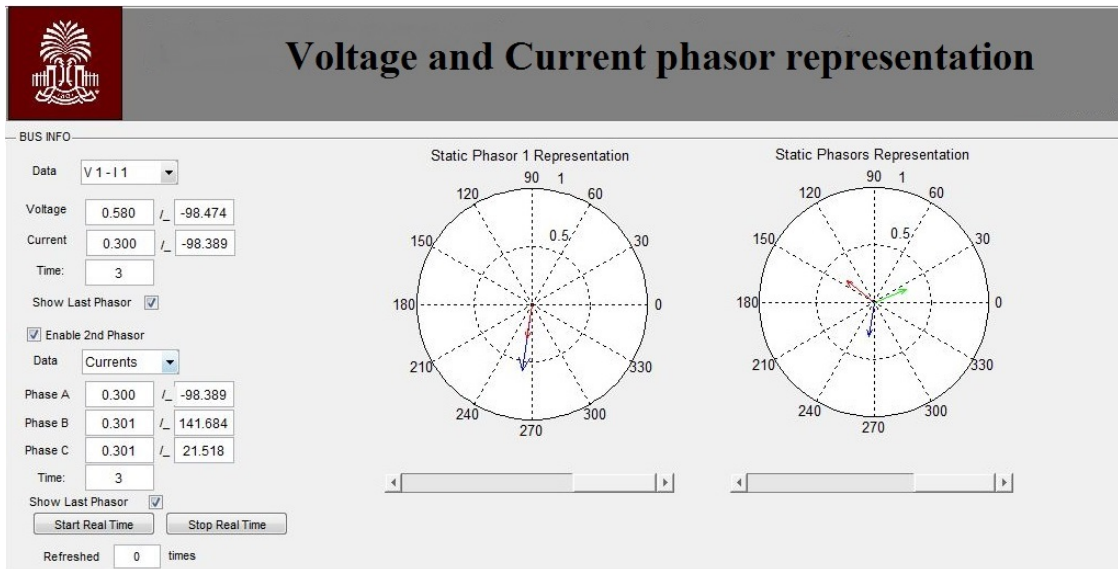 Voltage and Current phasor representation
BUS INFO
Data V 1 - I 1
Voltage 0.580 /_ -98.474
Current 0.300 /_ -98.389
Time: 3
Show Last Phasor
Enable 2nd Phasor
Data Currents
Phase A 0.300 /_ -98.389
Phase B 0.301 /_ 141.684
Phase C 0.301 /_ 21.518
Time: 3
Show Last Phasor
Start Real Time Stop Real Time
Refreshed 0 times
Static Phasor 1 Representation
90 1
120 60
0.5
150 30
180 0
210 330
240 300
270
Static Phasors Representation
90 1
120 60
0.5
150 30
180 0
210 330
240 300
270